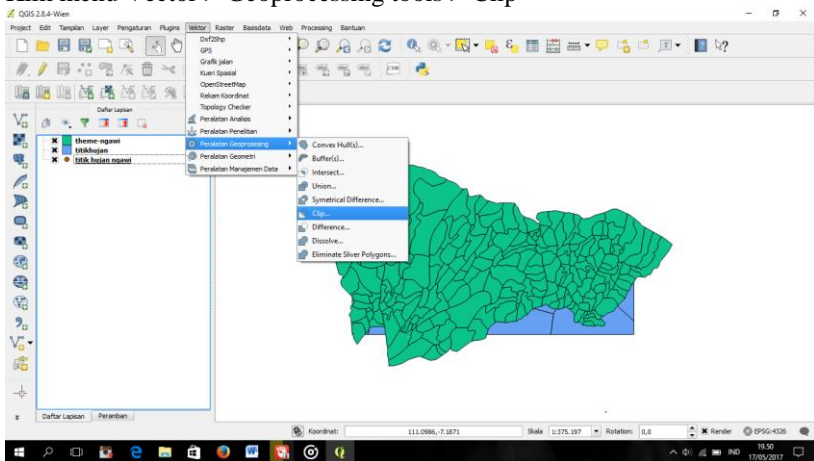 Klik menu Vector > Geoprocessing tools > Clip
QGIS 2.8.4-Wien
Project Edit Tampilan Layer Pengaturan Plugins Vektor Raster Basisdata Web Processing Bantuan
Dxf2Shp
GPS
Grafik Jalan
Kueri Spasial
OpenStreetMap
Rekam Koordinat
Topology Checker
Peralatan Analisis
Peralatan Penelitian
Peralatan Geoprosesing
Peralatan Geometri
Peralatan Manajemen Data
Convex Hull(s)...
Buffer(s)...
Intersect...
Union...
Symetrical Difference...
Clip...
Difference...
Dissolve...
Eliminate Sliver Polygons...
Daftar Lapisan
theme-ngawi
titikhujan
titik hujan ngawi
Daftar Lapisan Peramban
Koordinat: 111.0986,-7.1871 Skala 1:375.197 Rotation: 0,0 Render EPSG:4326
IND 19.50
17/05/2017